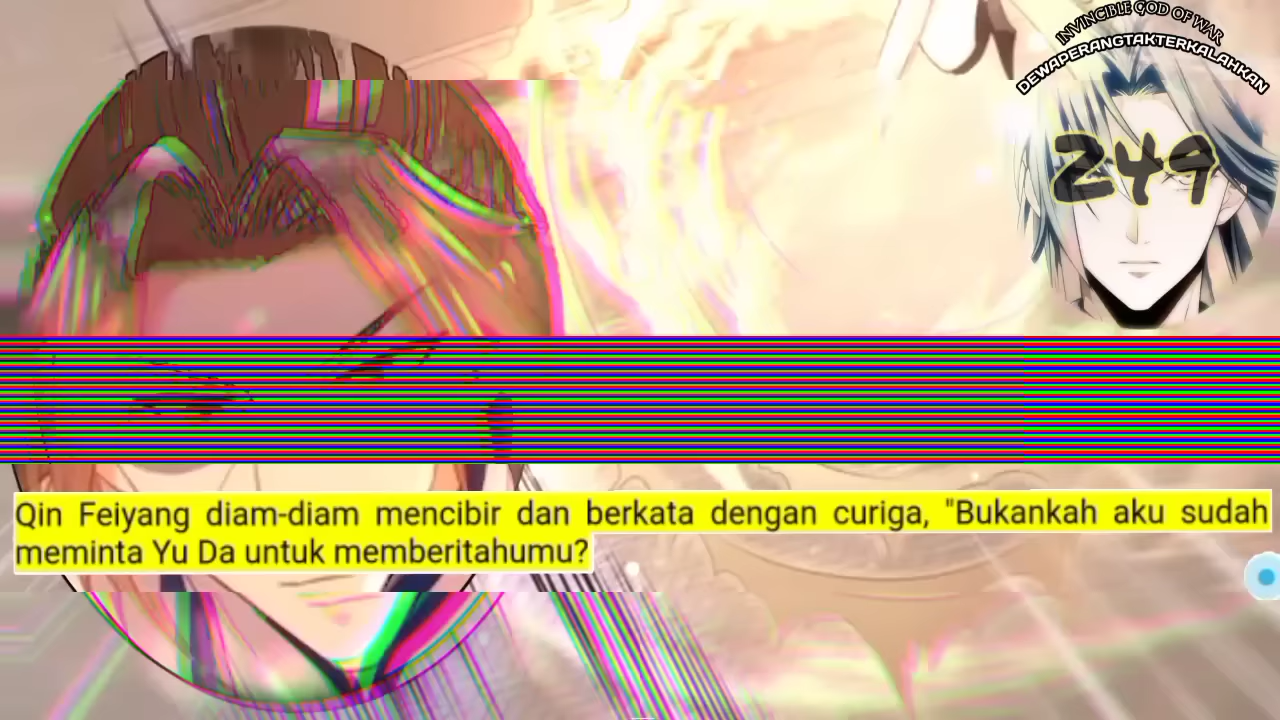 INVINCIBLE GOD OF WAR
DEWAPERANGTAKTERKALAHKAN
249
Qin Feiyang diam-diam mencibir dan berkata dengan curiga, "Bukankah aku sudah
meminta Yu Da untuk memberitahumu?